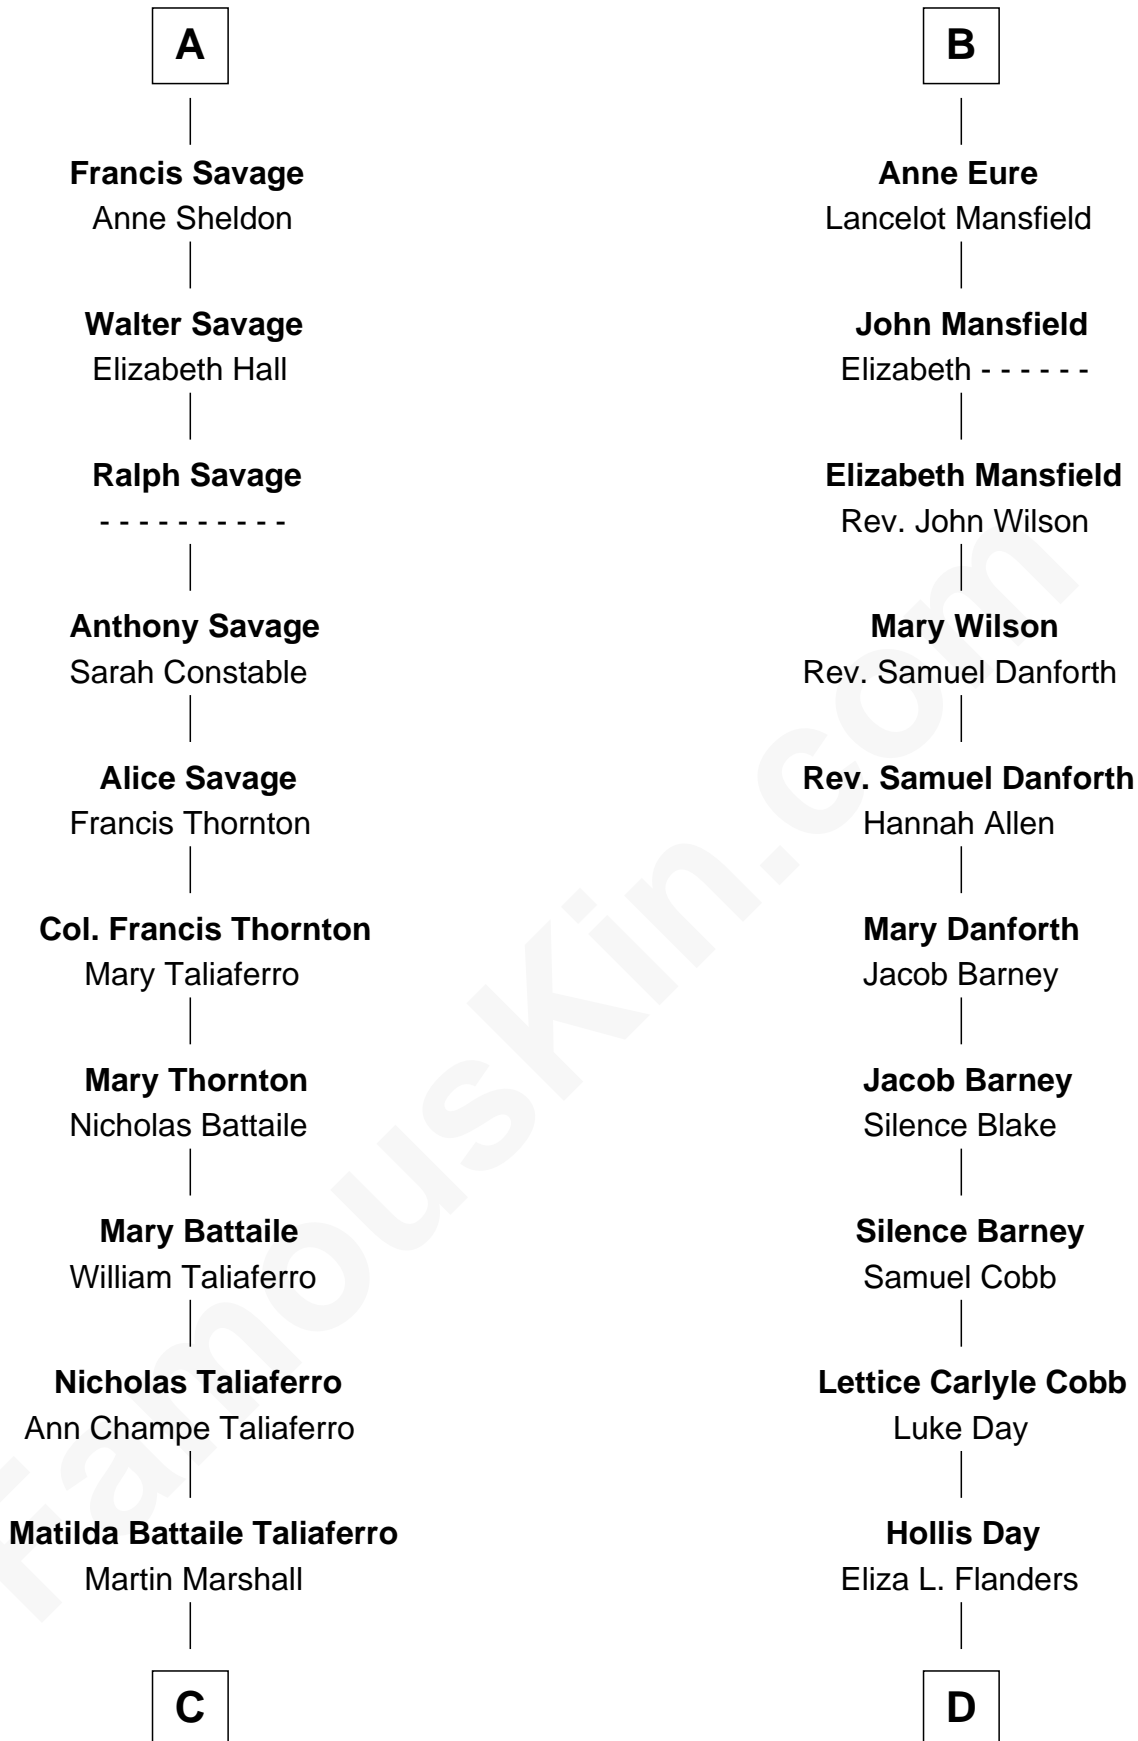 A
Francis Savage
Anne Sheldon
Walter Savage
Elizabeth Hall
Ralph Savage
- - - - - - - - - -
Anthony Savage
Sarah Constable
Alice Savage
Francis Thornton
Col. Francis Thornton
Mary Taliaferro
Mary Thornton
Nicholas Battaile
Mary Battaile
William Taliaferro
Nicholas Taliaferro
Ann Champe Taliaferro
Matilda Battaile Taliaferro
Martin Marshall
C
B
Anne Eure
Lancelot Mansfield
John Mansfield
Elizabeth - - - - - -
Elizabeth Mansfield
Rev. John Wilson
Mary Wilson
Rev. Samuel Danforth
Rev. Samuel Danforth
Hannah Allen
Mary Danforth
Jacob Barney
Jacob Barney
Silence Blake
Silence Barney
Samuel Cobb
Lettice Carlyle Cobb
Luke Day
Hollis Day
Eliza L. Flanders
D
FamousKin.com